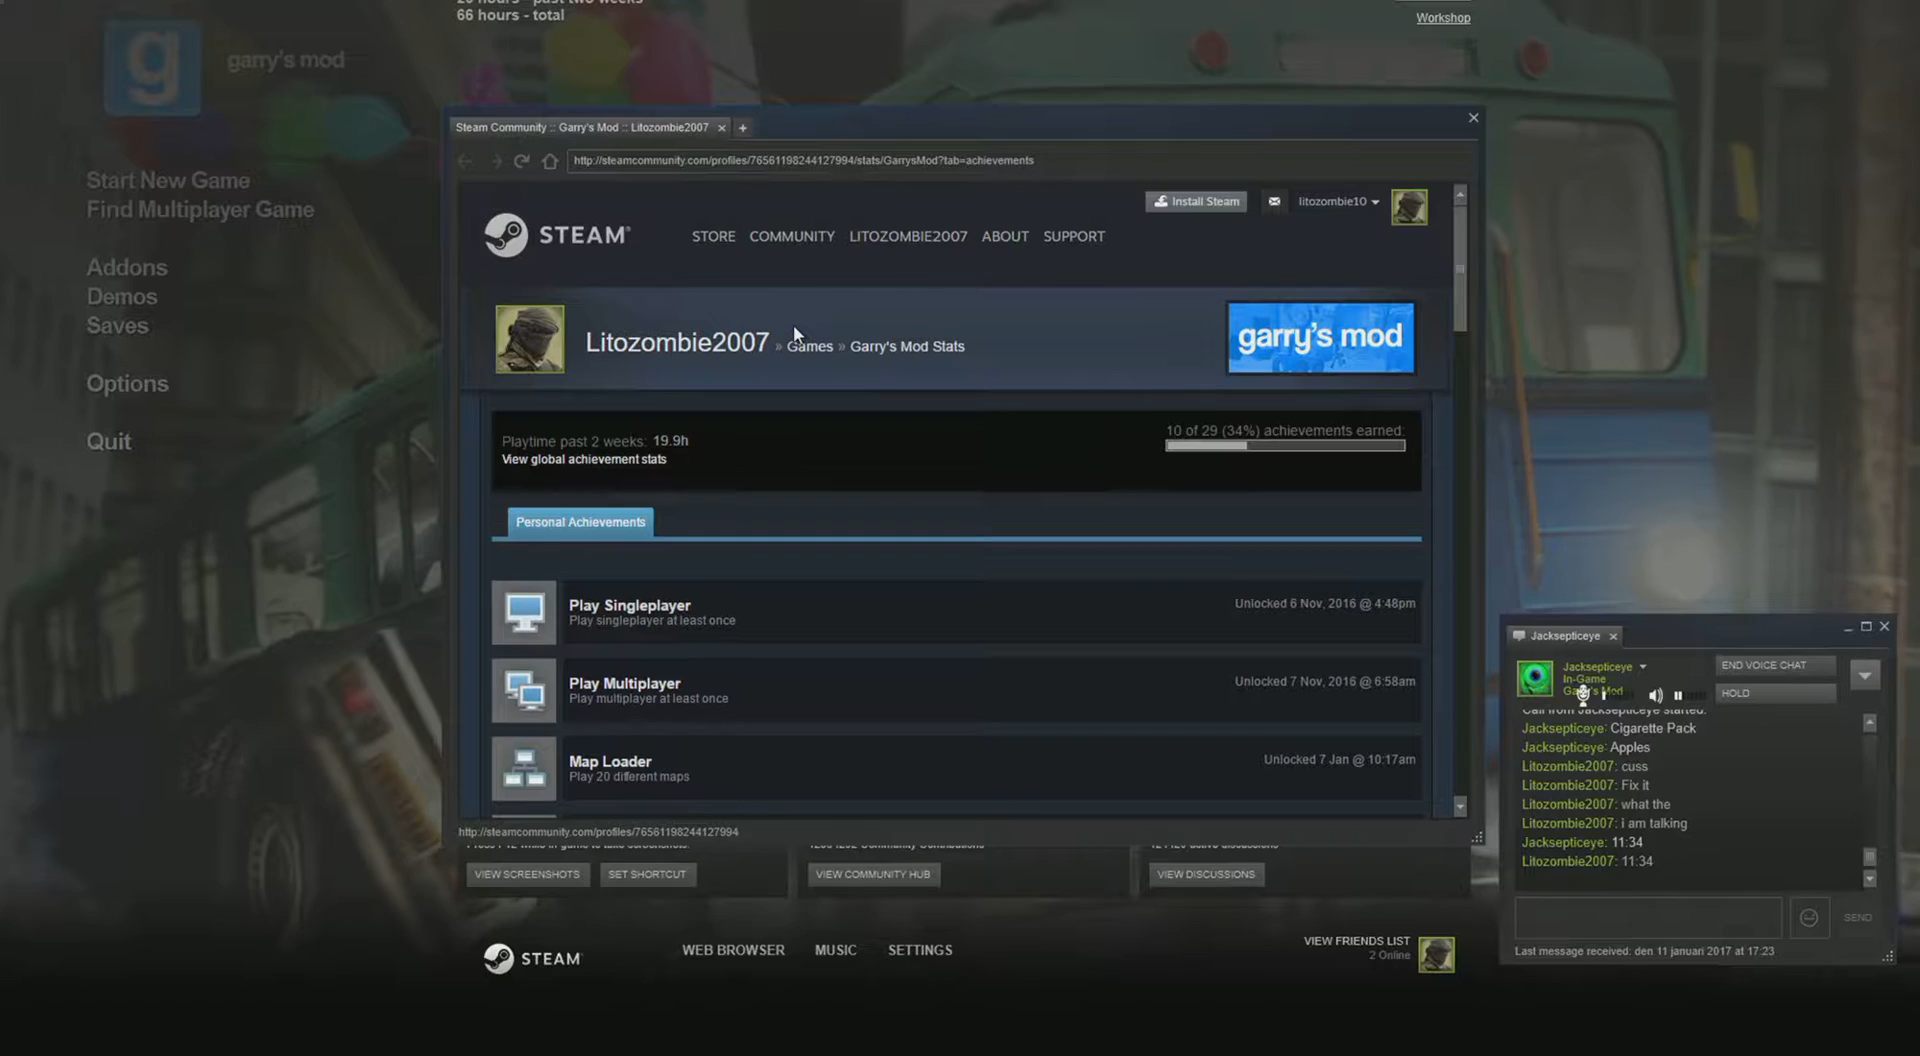 66 hours - total
Workshop
g
garry's mod
Start New Game
Find Multiplayer Game
Addons
Demos
Saves
Options
Quit
Steam Community :: Garry's Mod :: Litozombie2007
http://steamcommunity.com/profiles/76561198244127994/stats/GarrysMod?tab=achievements
Install Steam
litozombie10
STEAM
STORE COMMUNITY LITOZOMBIE2007 ABOUT SUPPORT
Litozombie2007 » Games » Garry's Mod Stats
garry's mod
Playtime past 2 weeks: 19.9h
View global achievement stats
10 of 29 (34%) achievements earned:
Personal Achievements
Play Singleplayer
Play singleplayer at least once
Unlocked 6 Nov, 2016 @ 4:48pm
Play Multiplayer
Play multiplayer at least once
Unlocked 7 Nov, 2016 @ 6:58am
Map Loader
Play 20 different maps
Unlocked 7 Jan @ 10:17am
http://steamcommunity.com/profiles/76561198244127994
VIEW SCREENSHOTS
SET SHORTCUT
VIEW COMMUNITY HUB
VIEW DISCUSSIONS
STEAM
WEB BROWSER MUSIC SETTINGS
VIEW FRIENDS LIST
2 Online
Jacksepticeye
Jacksepticeye
In-Game
Garry's Mod
END VOICE CHAT
HOLD
Call from Jacksepticeye started.
Jacksepticeye: Cigarette Pack
Jacksepticeye: Apples
Litozombie2007: cuss
Litozombie2007: Fix it
Litozombie2007: what the
Litozombie2007: i am talking
Jacksepticeye: 11:34
Litozombie2007: 11:34
SEND
Last message received: den 11 januari 2017 at 17:23